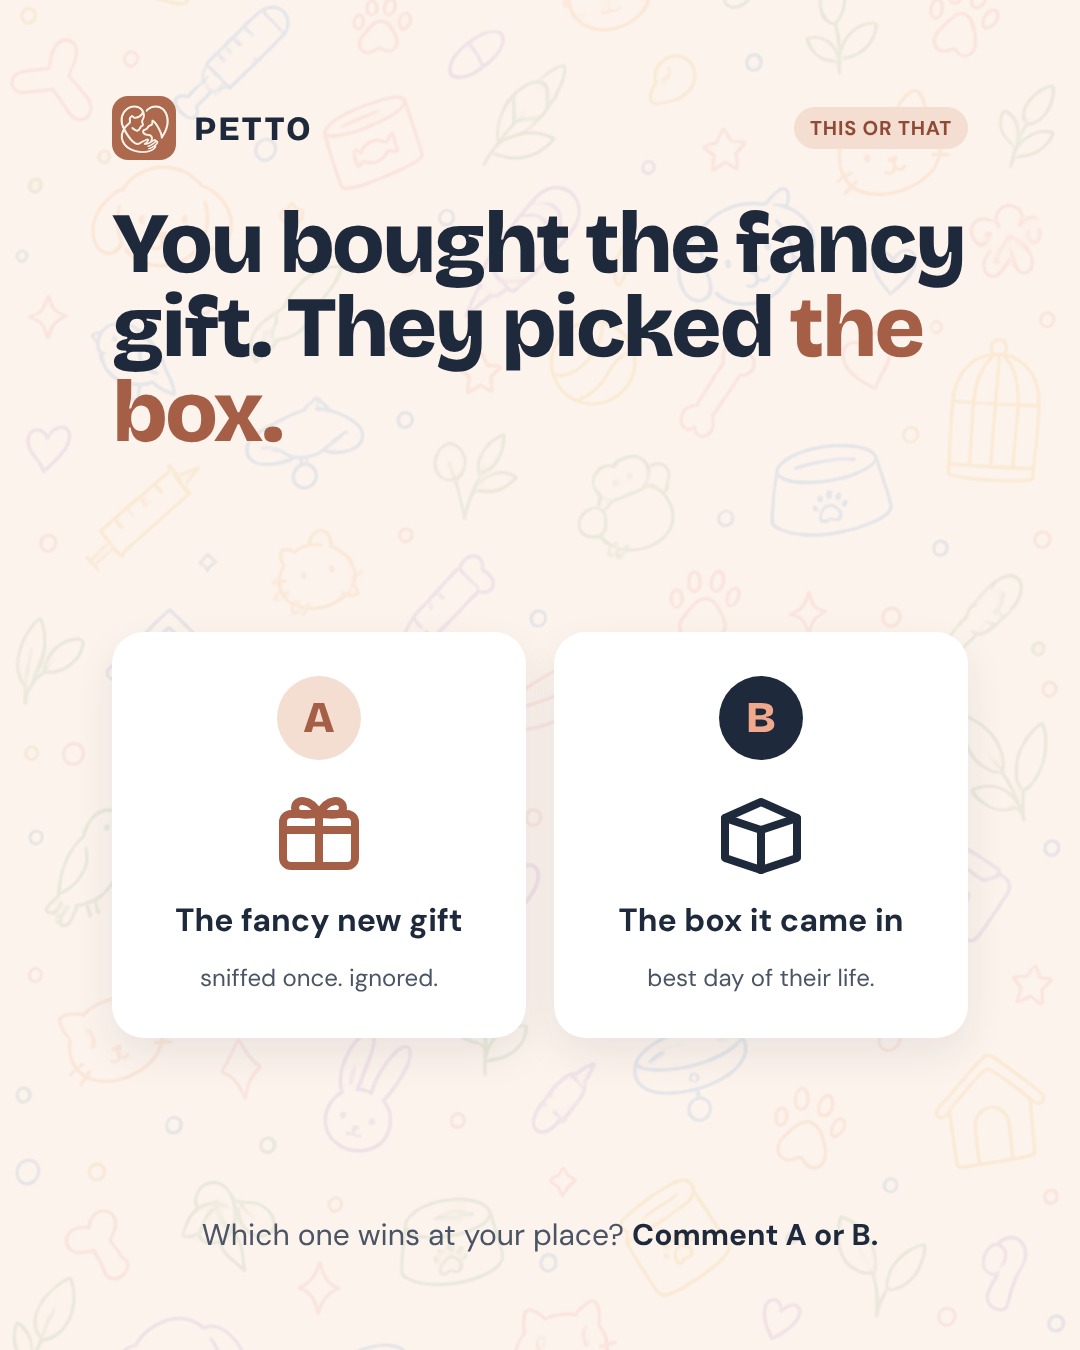 PETTO
THIS OR THAT
You bought the fancy
gift. They picked the
box.
A
The fancy new gift
sniffed once. ignored.
B
The box it came in
best day of their life.
Which one wins at your place? Comment A or B.